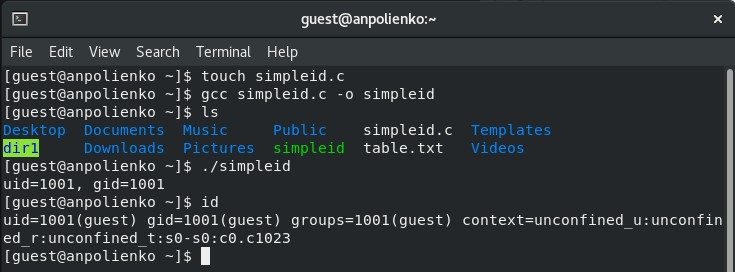 guest@anpolienko:~
File Edit View Search Terminal Help
[guest@anpolienko ~]$ touch simpleid.c
[guest@anpolienko ~]$ gcc simpleid.c -o simpleid
[guest@anpolienko ~]$ ls
Desktop  Documents  Music     Public    simpleid.c  Templates
dir1     Downloads  Pictures  simpleid  table.txt   Videos
[guest@anpolienko ~]$ ./simpleid
uid=1001, gid=1001
[guest@anpolienko ~]$ id
uid=1001(guest) gid=1001(guest) groups=1001(guest) context=unconfined_u:unconfin
ed_r:unconfined_t:s0-s0:c0.c1023
[guest@anpolienko ~]$